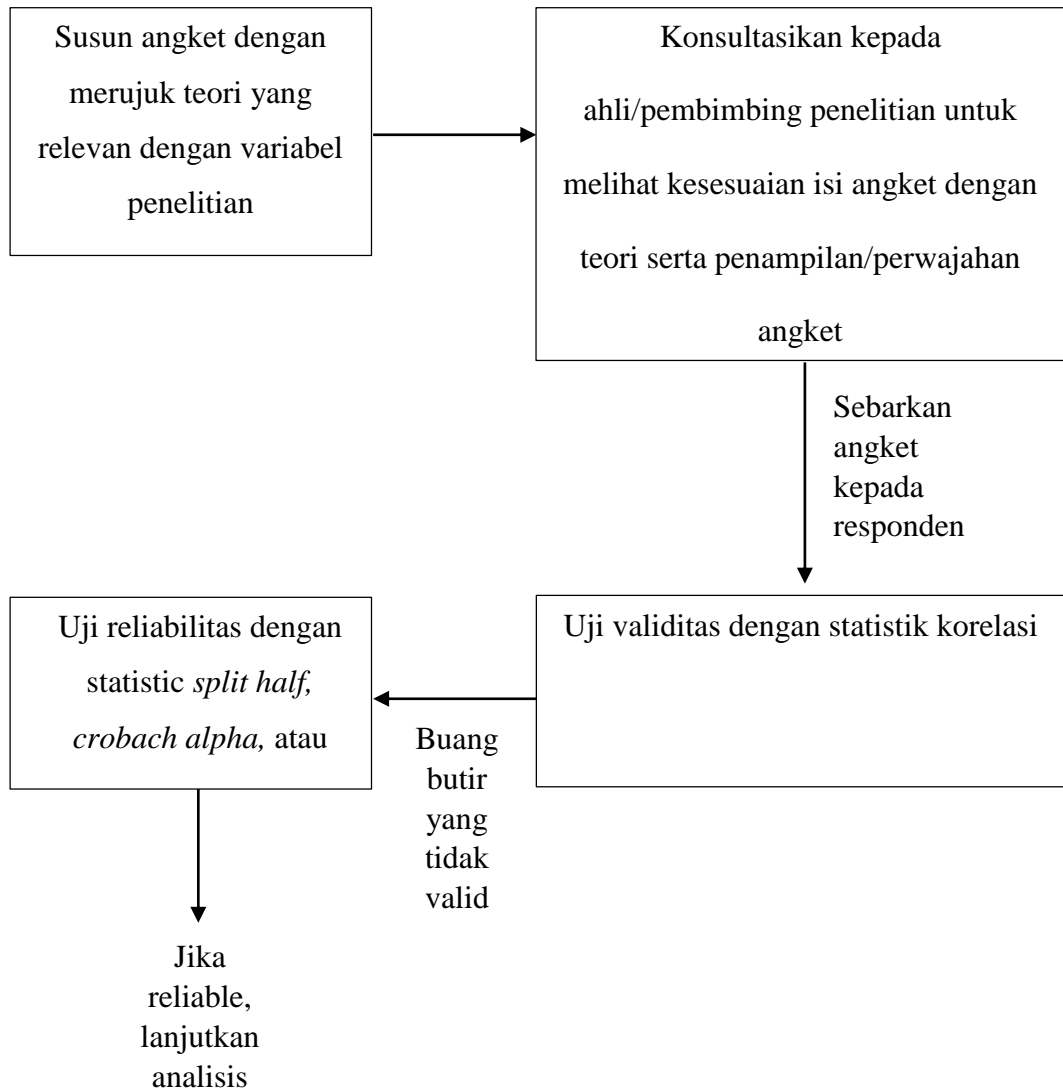 Susun angket dengan
merujuk teori yang
relevan dengan variabel
penelitian
Konsultasikan kepada
ahli/pembimbing penelitian untuk
melihat kesesuaian isi angket dengan
teori serta penampilan/perwajahan
angket
Sebarkan
angket
kepada
responden
Uji validitas dengan statistik korelasi
Buang
butir
yang
tidak
valid
Uji reliabilitas dengan
statistic split half,
crobach alpha, atau
Jika
reliable,
lanjutkan
analisis